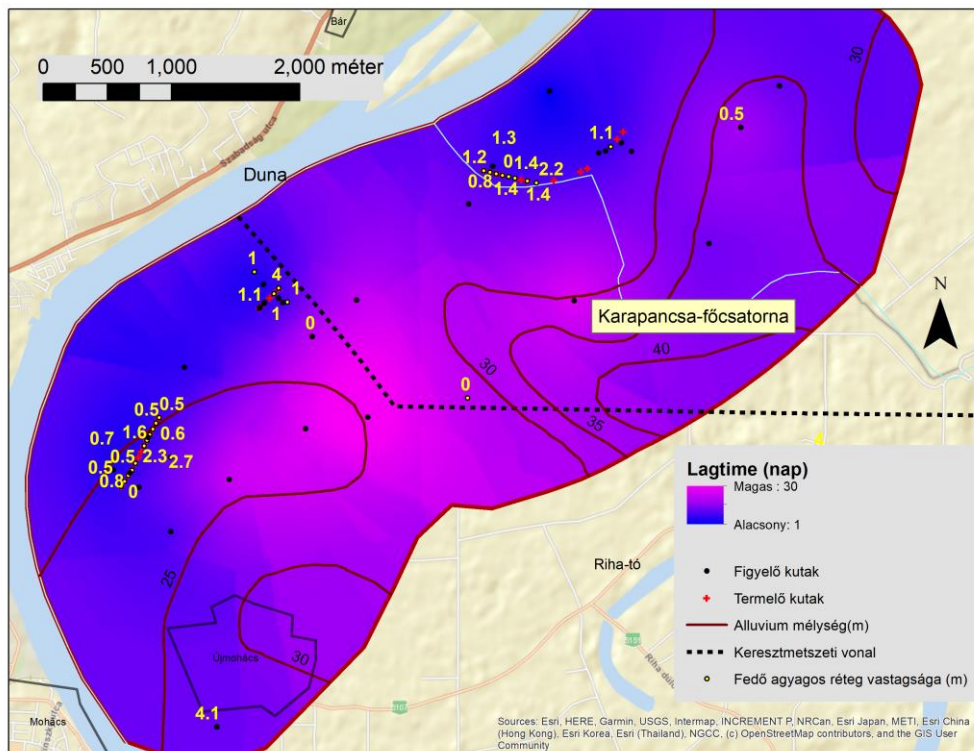 Bár
0 500 1,000 2,000 méter
Szabadság utca
Duna
30
0.5
1.1
1.3
1.2
01.4
2.2
0.8
1.4
1.4
1
4
1.1
1
1
0
Karapancsa-főcsatorna
N
30
40
35
0
0.5
0.5
0.7
1.6
0.6
0.5
0.5
2.3
2.7
0.8
0
25
30
Újmohács
4.1
Mohács
Riha-tó
5107
Lagtime (nap)
Magas : 30
Alacsony: 1
Figyelő kutak
Termelő kutak
Alluvium mélység(m)
Keresztmetszeti vonal
Fedő agyagos réteg vastagsága (m)
Sources: Esri, HERE, Garmin, USGS, Intermap, INCREMENT P, NRCan, Esri Japan, METI, Esri China
(Hong Kong), Esri Korea, Esri (Thailand), NGCC, (c) OpenStreetMap contributors, and the GIS User
Community